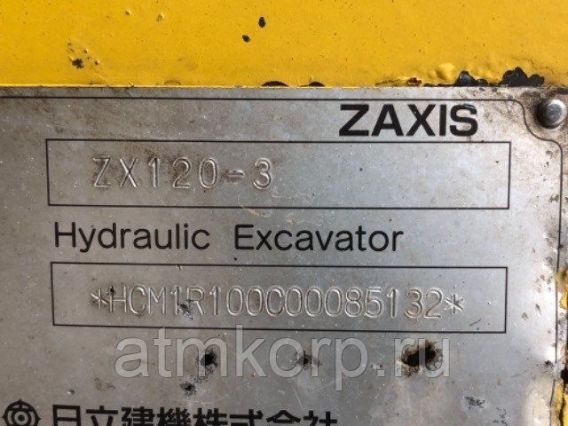 ZAXIS
ZX120-3
Hydraulic Excavator
*HCM1R100C00085132*
atmkorp.ru
日立建機株式会社